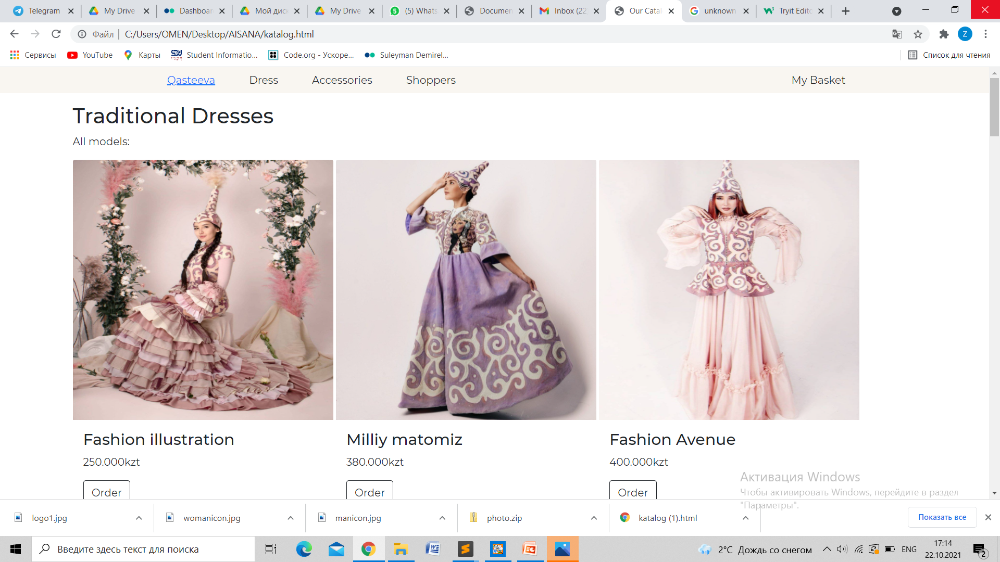 Telegram
My Drive
Dashboar
Мой диск
My Drive
(5) Whats
Documen
Inbox (22
Our Catal
unknown
Tryit Edito
Файл
C:/Users/OMEN/Desktop/AISANA/katalog.html
Z
Сервисы
YouTube
Карты
Student Informatio...
Code.org - Ускоре...
Suleyman Demirel...
Список для чтения
Qasteeva
Dress
Accessories
Shoppers
My Basket
Traditional Dresses
All models:
Fashion illustration
Milliy matomiz
Fashion Avenue
250.000kzt
380.000kzt
400.000kzt
Order
Order
Order
Активация Windows
Чтобы активировать Windows, перейдите в раздел
"Параметры".
logo1.jpg
womanicon.jpg
manicon.jpg
photo.zip
katalog (1).html
Показать все
Введите здесь текст для поиска
2°C Дождь со снегом
ENG
17:14
22.10.2021
2